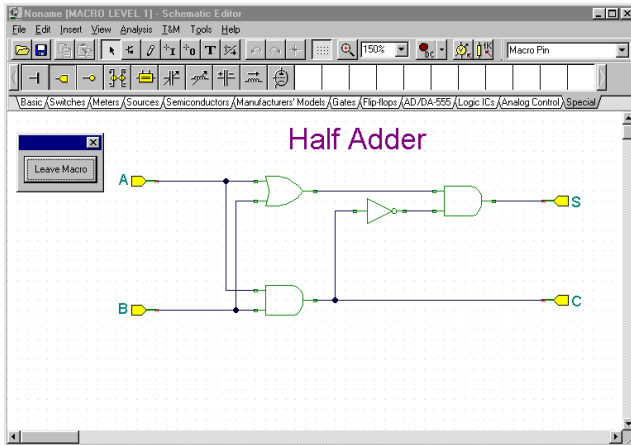 Noname [MACRO LEVEL 1] - Schematic Editor
File Edit Insert View Analysis T&M Tools Help
150% DC Macro Pin
Basic Switches Meters Sources Semiconductors Manufacturers' Models Gates Flip-flops AD/DA-555 Logic ICs Analog Control Special
Half Adder
Leave Macro
A
S
B
C